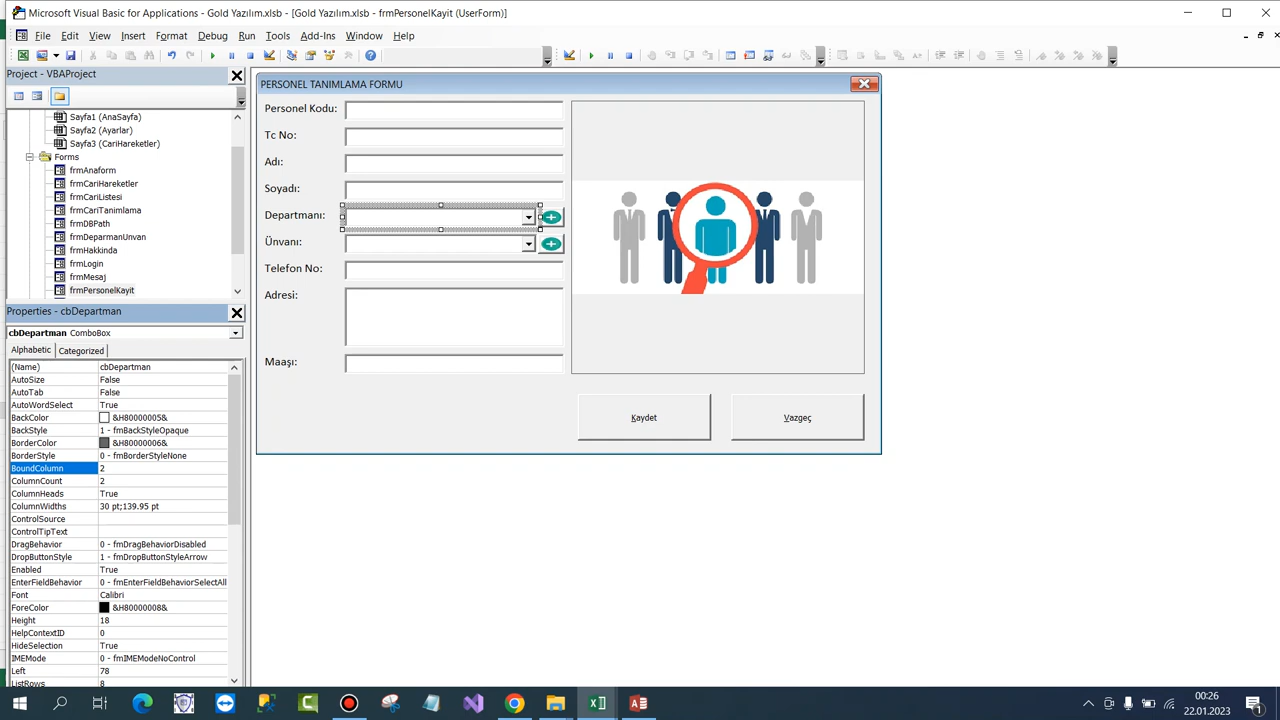 Microsoft Visual Basic for Applications - Gold Yazılım.xlsb - [Gold Yazılım.xlsb - frmPersonelKayit (UserForm)]
File Edit View Insert Format Debug Run Tools Add-Ins Window Help
Project - VBAProject
Sayfa1 (AnaSayfa)
Sayfa2 (Ayarlar)
Sayfa3 (CariHareketler)
Forms
frmAnaform
frmCariHareketler
frmCariListesi
frmCariTanimlama
frmDBPath
frmDeparmanUnvan
frmHakkinda
frmLogin
frmMesaj
frmPersonelKayit
Properties - cbDepartman
cbDepartman ComboBox
Alphabetic Categorized
(Name) cbDepartman
AutoSize False
AutoTab False
AutoWordSelect True
BackColor &H80000005&
BackStyle 1 - fmBackStyleOpaque
BorderColor &H80000006&
BorderStyle 0 - fmBorderStyleNone
BoundColumn 2
ColumnCount 2
ColumnHeads True
ColumnWidths 30 pt;139.95 pt
ControlSource
ControlTipText
DragBehavior 0 - fmDragBehaviorDisabled
DropButtonStyle 1 - fmDropButtonStyleArrow
Enabled True
EnterFieldBehavior 0 - fmEnterFieldBehaviorSelectAll
Font Calibri
ForeColor &H80000008&
Height 18
HelpContextID 0
HideSelection True
IMEMode 0 - fmIMEModeNoControl
Left 78
ListRows 8
PERSONEL TANIMLAMA FORMU
Personel Kodu:
Tc No:
Adı:
Soyadı:
Departmanı:
Ünvanı:
Telefon No:
Adresi:
Maaşı:
Kaydet
Vazgeç
00:26
22.01.2023
1